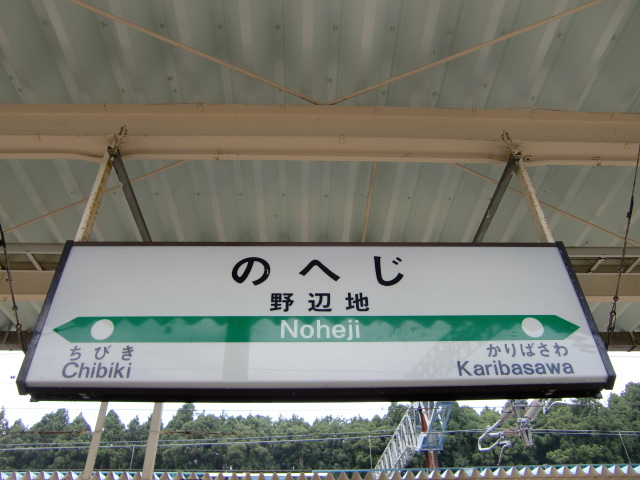 のへじ
野辺地
Noheji
ちびき
Chibiki
かりばさわ
Karibasawa